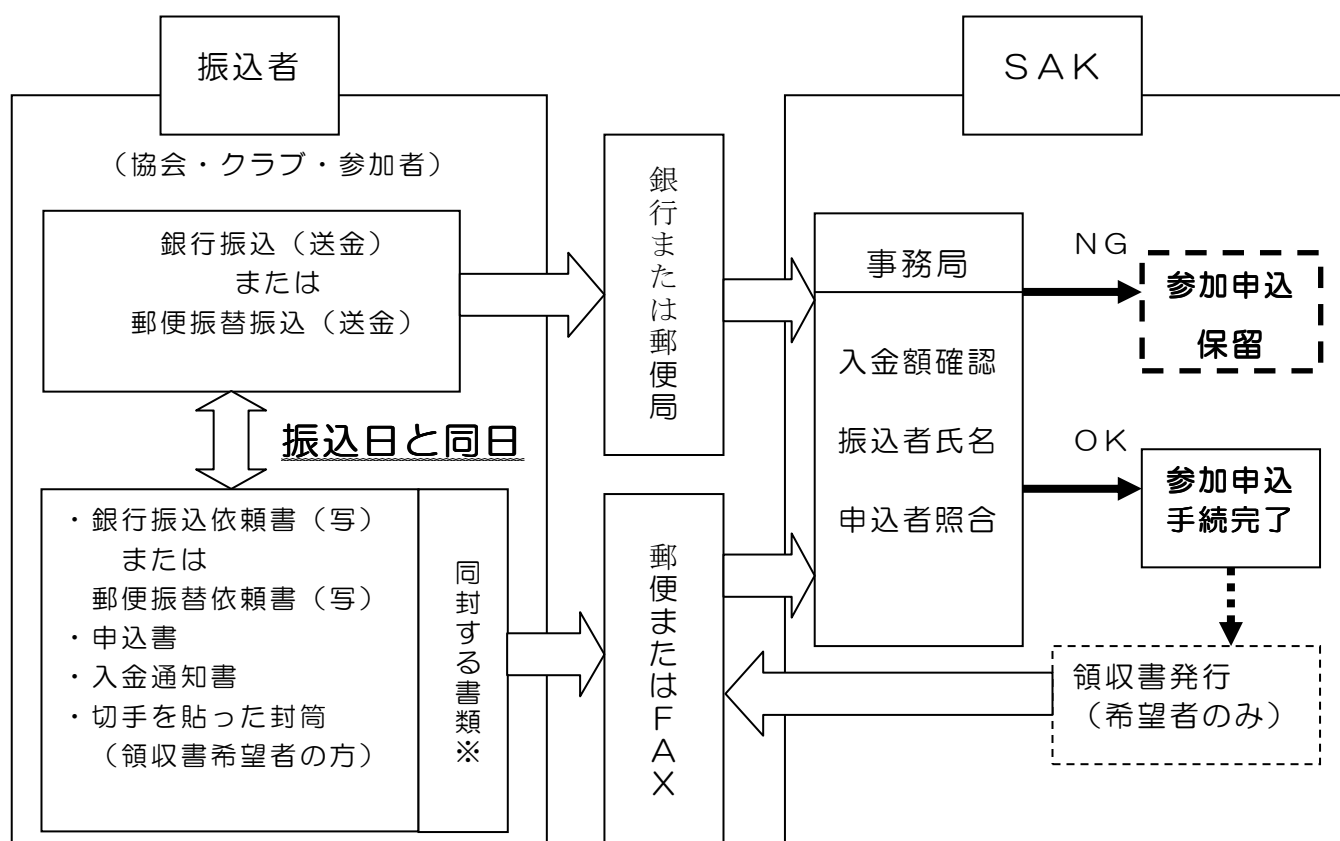 振込者
（協会・クラブ・参加者）
銀行振込（送金）
または
郵便振替振込（送金）
振込日と同日
・銀行振込依頼書（写）
または
郵便振替依頼書（写）
・申込書
・入金通知書
・切手を貼った封筒
（領収書希望者の方）
同封する書類※
銀行または郵便局
郵便またはＦＡＸ
ＳＡＫ
事務局
入金額確認
振込者氏名
申込者照合
ＮＧ
参加申込
保留
ＯＫ
参加申込
手続完了
領収書発行
（希望者のみ）